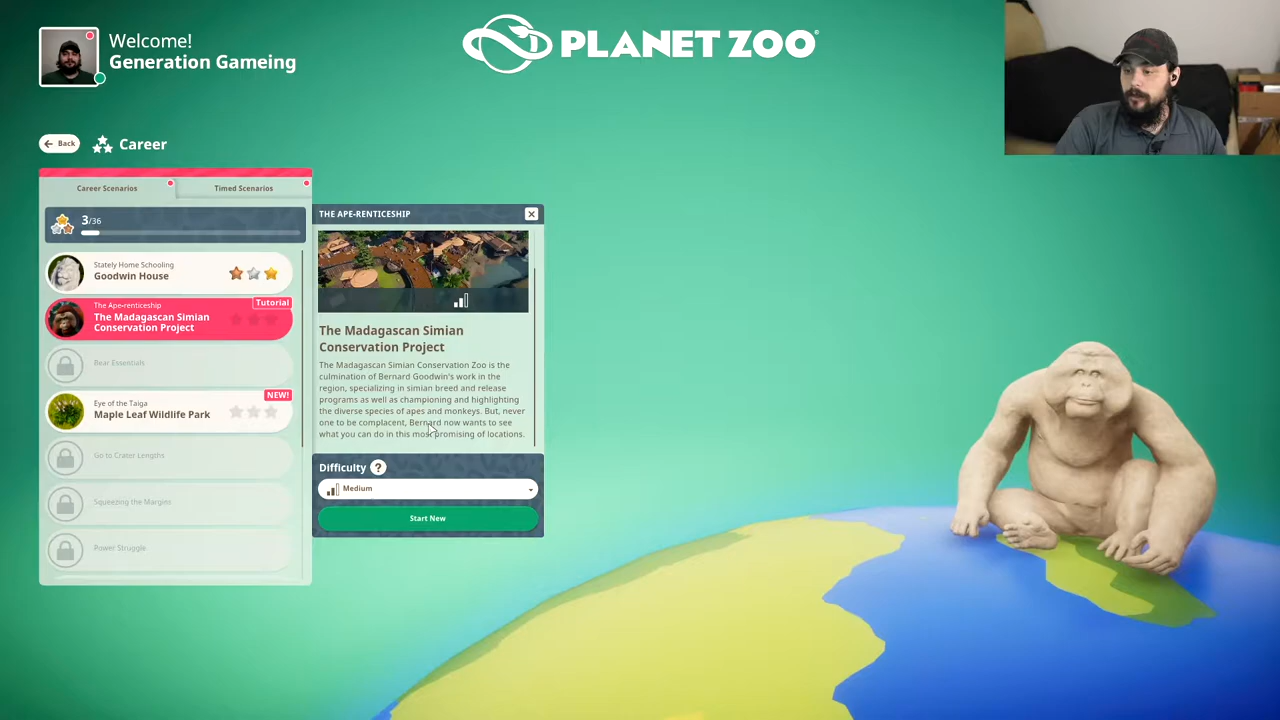 Welcome!
Generation Gameing
PLANET ZOO
Back
Career
Career Scenarios
Timed Scenarios
3/36
Stately Home Schooling
Goodwin House
The Ape-renticeship
Tutorial
The Madagascan Simian
Conservation Project
Bear Essentials
Eye of the Taiga
NEW!
Maple Leaf Wildlife Park
Go to Crater Lengths
Squeezing the Margins
Power Struggle
THE APE-RENTICESHIP
The Madagascan Simian
Conservation Project
The Madagascan Simian Conservation Zoo is the
culmination of Bernard Goodwin's work in the
region, specializing in simian breed and release
programs as well as championing and highlighting
the diverse species of apes and monkeys. But, never
one to be complacent, Bernard now wants to see
what you can do in this most promising of locations.
Difficulty ?
Medium
Start New